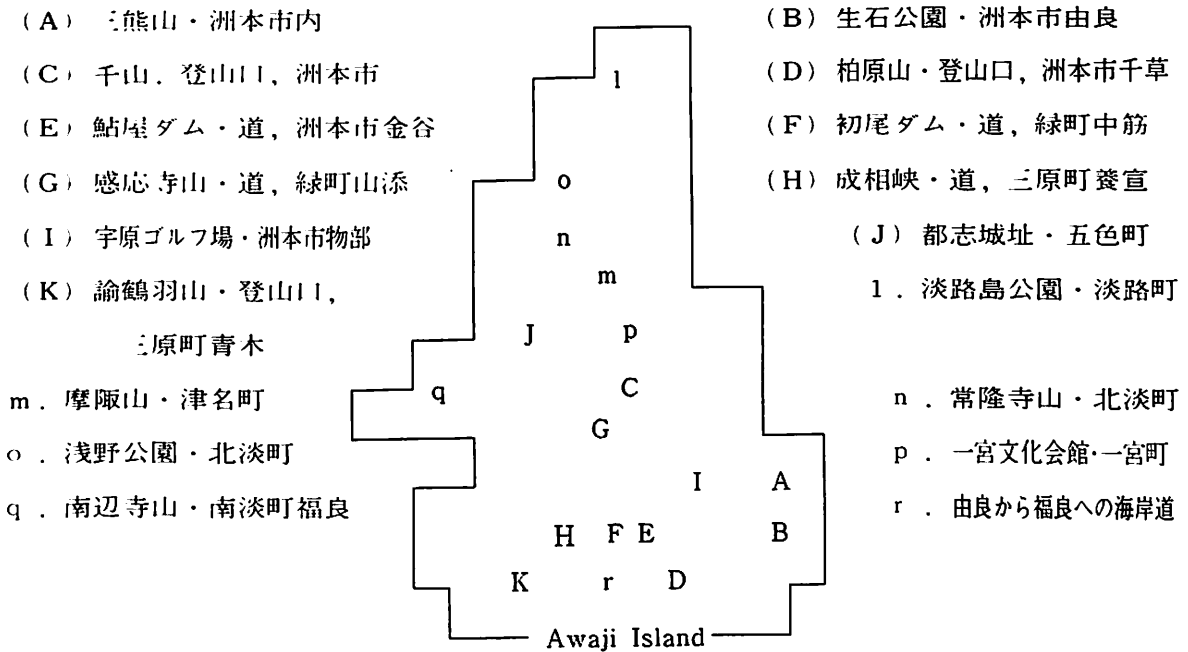 (A) 三熊山・洲本市内
(B) 生石公園・洲本市由良
(C) 千山．登山口，洲本市
(D) 柏原山・登山口，洲本市千草
(E) 鮎屋ダム・道，洲本市金谷
(F) 初尾ダム・道，緑町中筋
(G) 感応寺山・道，緑町山添
(H) 成相峡・道，三原町養宣
(I) 宇原ゴルフ場・洲本市物部
(J) 都志城址・五色町
(K) 諭鶴羽山・登山口，
三原町青木
l．淡路島公園・淡路町
m．摩阪山・津名町
n．常隆寺山・北淡町
o．浅野公園・北淡町
p．一宮文化会館・一宮町
q．南辺寺山・南淡町福良
r．由良から福良への海岸道
l
o
n
m
J p
q C
G
I A
H F E B
K r D
Awaji Island